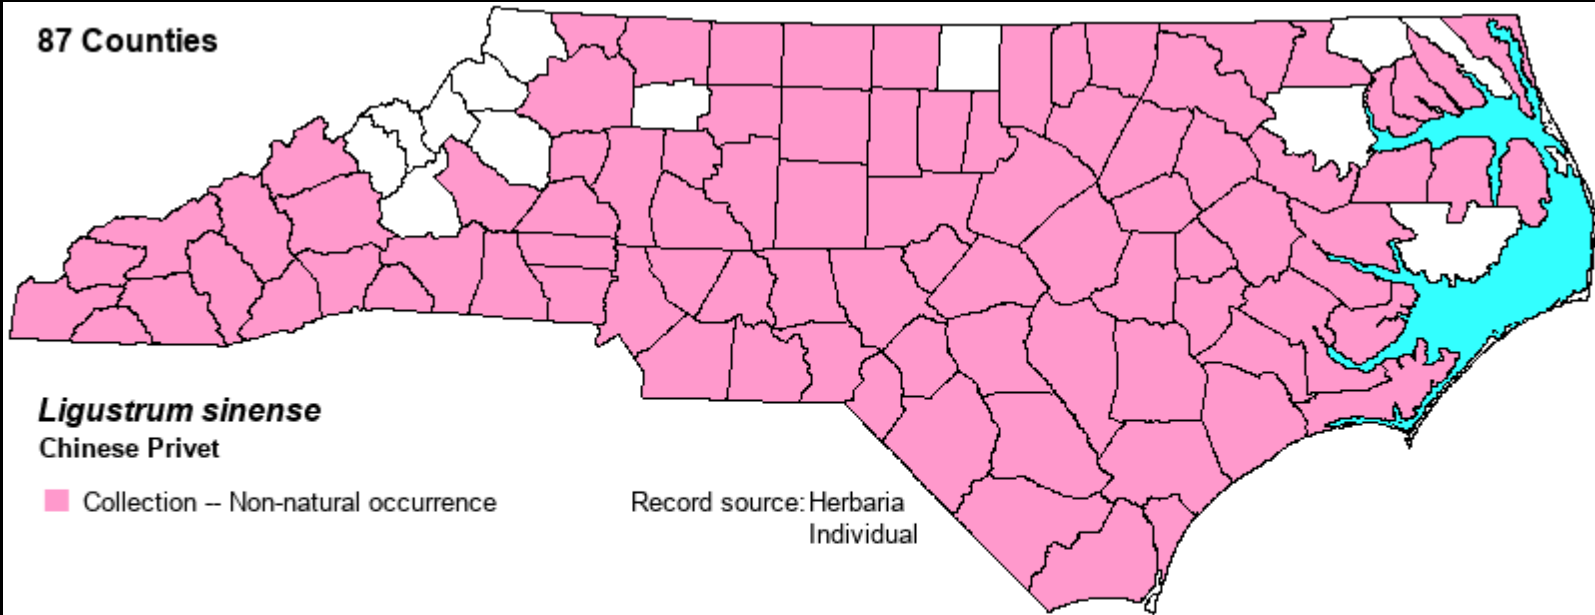 87 Counties
Ligustrum sinense
Chinese Privet
Collection -- Non-natural occurrence
Record source: Herbaria
Individual